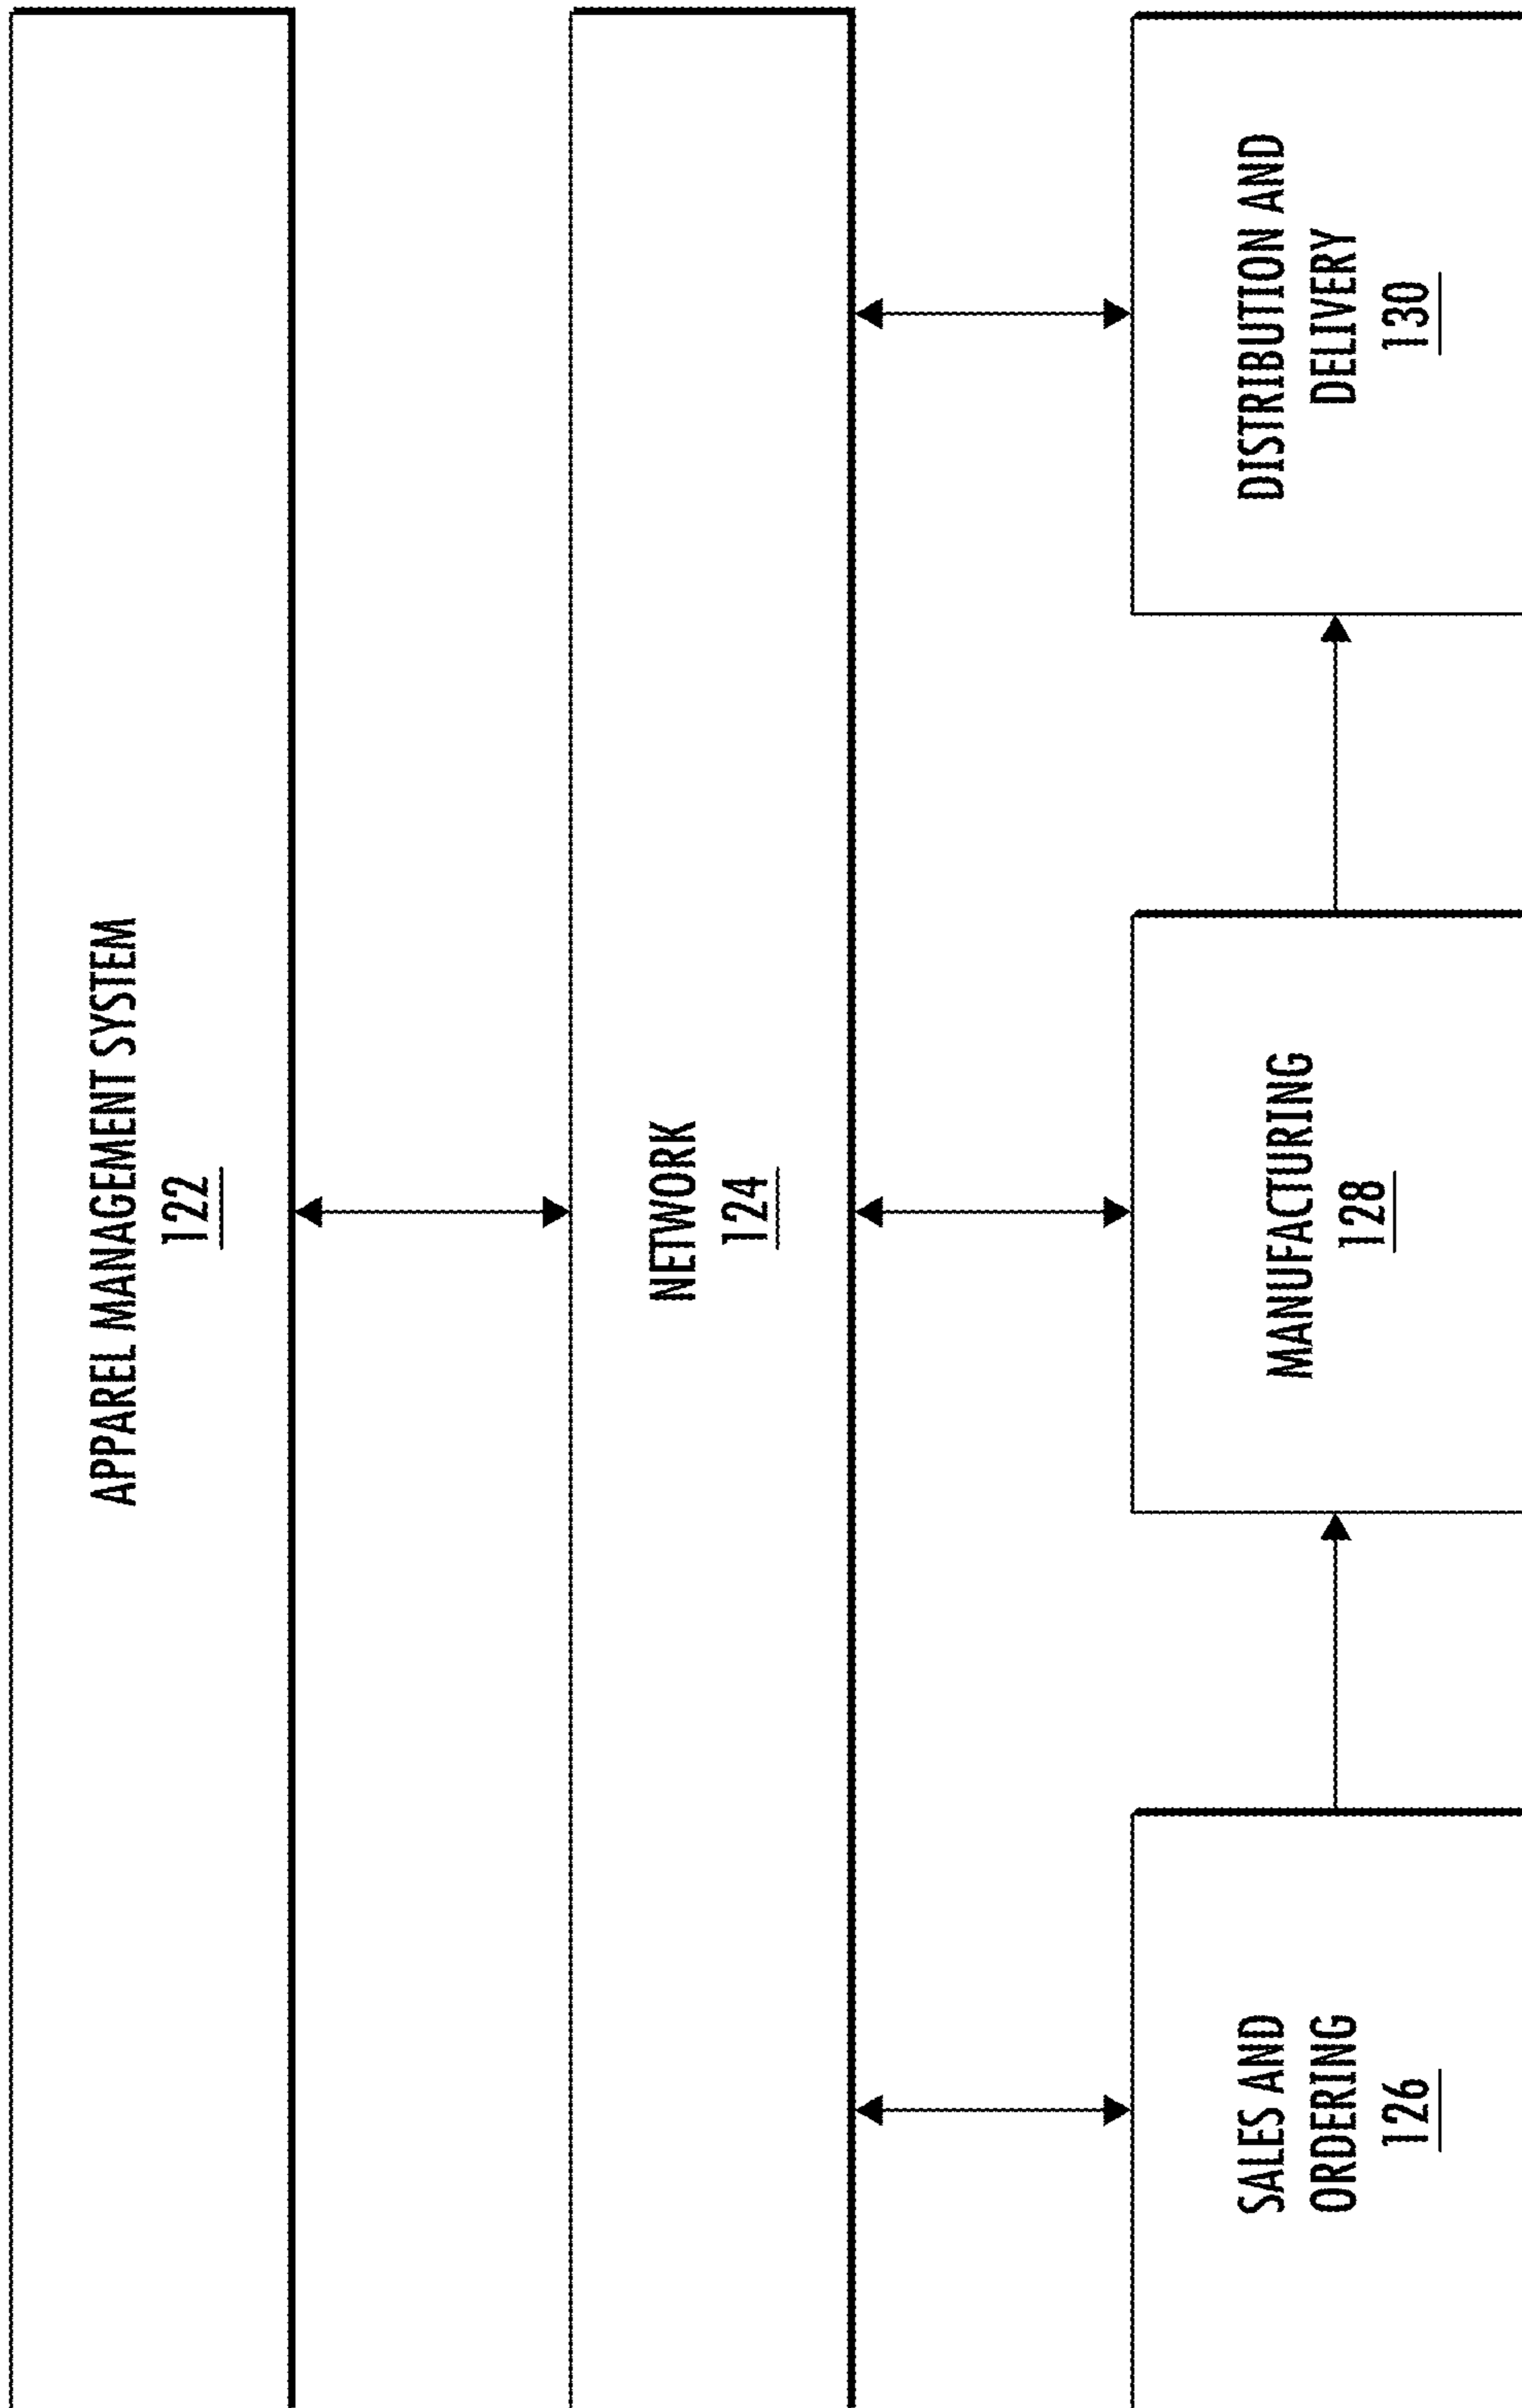 APPAREL MANAGEMENT SYSTEM
122
NETWORK
124
SALES AND
ORDERING
126
MANUFACTURING
128
DISTRIBUTION AND
DELIVERY
130